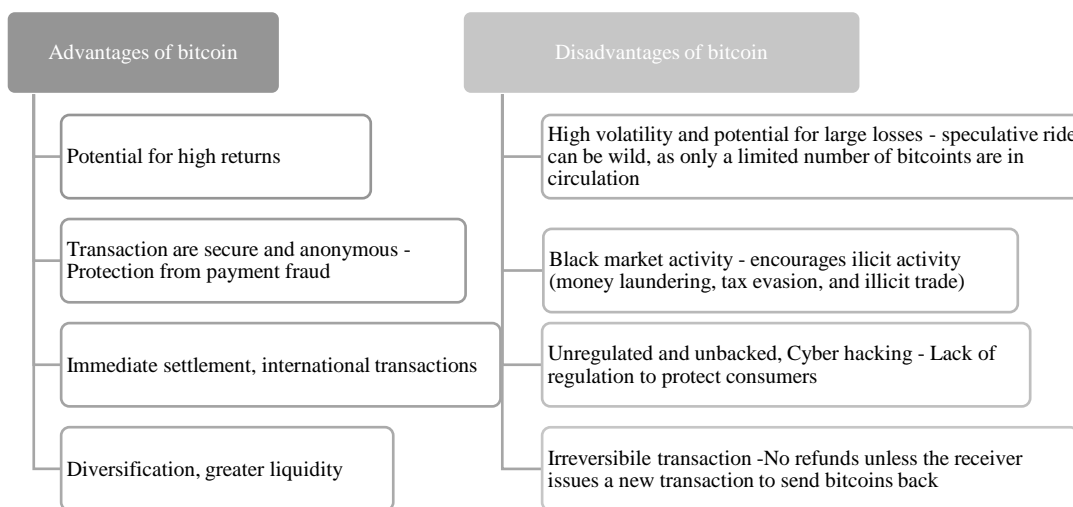 Advantages of bitcoin
Potential for high returns
Transaction are secure and anonymous -
Protection from payment fraud
Immediate settlement, international transactions
Diversification, greater liquidity
Disadvantages of bitcoin
High volatility and potential for large losses - speculative ride
can be wild, as only a limited number of bitcoints are in
circulation
Black market activity - encourages ilicit activity
(money laundering, tax evasion, and illicit trade)
Unregulated and unbacked, Cyber hacking - Lack of
regulation to protect consumers
Irreversibile transaction -No refunds unless the receiver
issues a new transaction to send bitcoins back